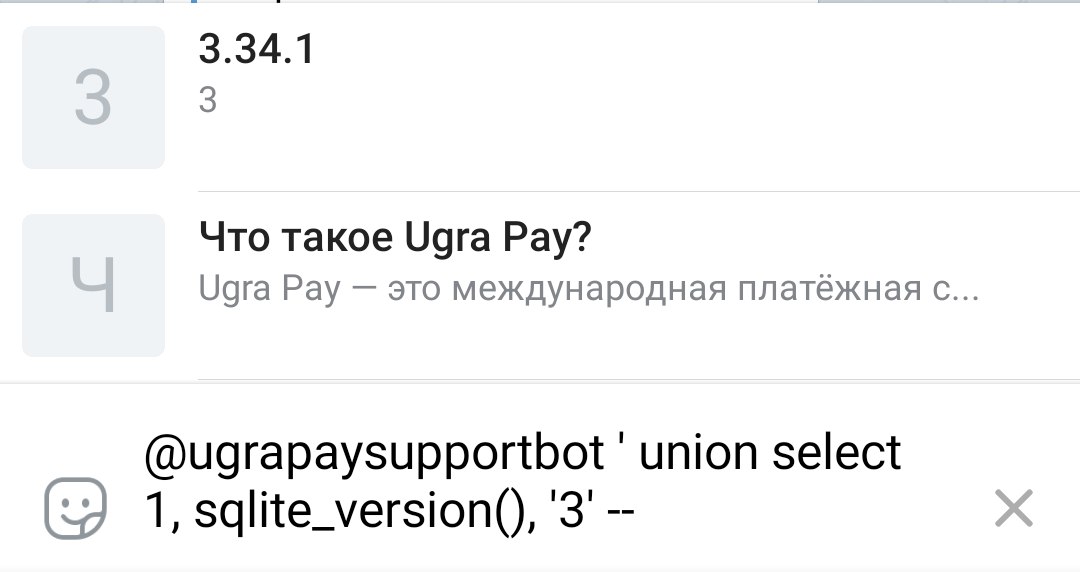 3
3.34.1
3
Ч
Что такое Ugra Pay?
Ugra Pay — это международная платёжная с...
@ugrapaysupportbot ' union select
1, sqlite_version(), '3' --